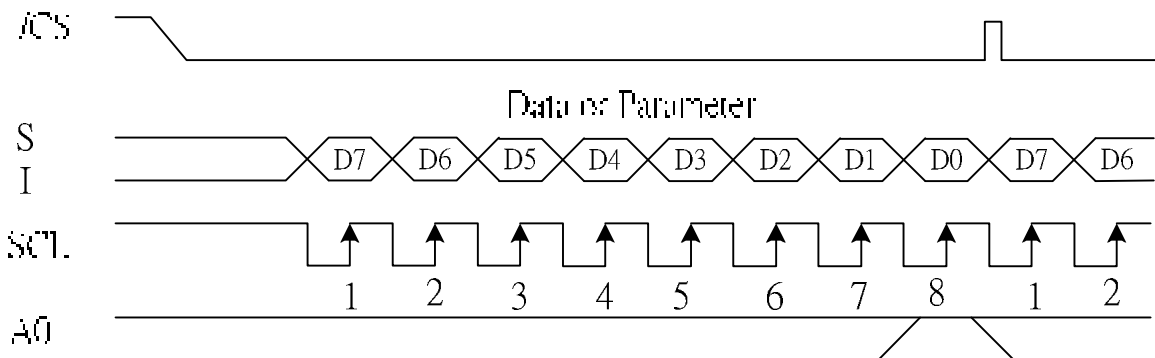 /CS
Data or Parameter
S
I
D7 D6 D5 D4 D3 D2 D1 D0 D7 D6
SCL
1 2 3 4 5 6 7 8 1 2
A0